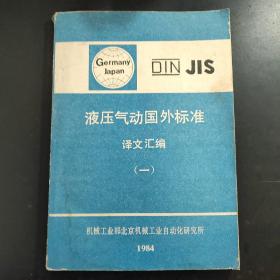 Germany
Japan
DIN JIS
液压气动国外标准
译文汇编
(一)
机械工业部北京机械工业自动化研究所
1984